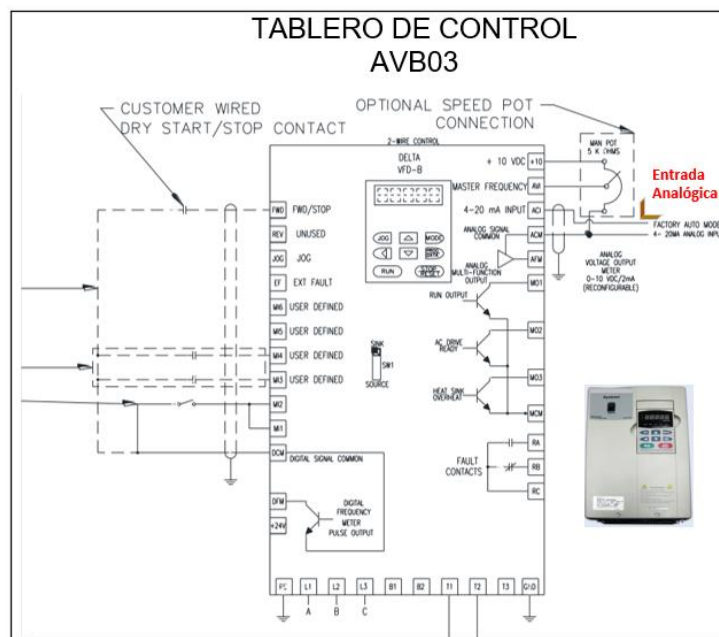 TABLERO DE CONTROL
AVB03
CUSTOMER WIRED
DRY START/STOP CONTACT
OPTIONAL SPEED POT
CONNECTION
2-WIRE CONTROL
DELTA
VFD-B
+ 10 VDC
+10
MAN POT
5 K OHMS
MASTER FREQUENCY
AVI
Entrada
Analógica
4-20 mA INPUT
ACI
FACTORY AUTO MODE
4- 20MA ANALOG INPUT
ANALOG SIGNAL
COMMON
ACM
ANALOG
MULTI-FUNCTION
OUTPUT
AFM
ANALOG
VOLTAGE OUTPUT
METER
0-10 VDC/2mA
(RECONFIGURABLE)
FWD
FWD/STOP
REV
UNUSED
JOG
JOG
EF
EXT FAULT
MI6
USER DEFINED
MI5
USER DEFINED
MI4
USER DEFINED
MI3
USER DEFINED
MI2
MI1
DCM
DIGITAL SIGNAL COMMON
DFM
DIGITAL
FREQUENCY
METER
PULSE OUTPUT
+24V
JOG
MODE
PROG
DATA
RUN
STOP
RESET
SINK
SW1
SOURCE
RUN OUTPUT
MO1
AC DRIVE
READY
MO2
HEAT SINK
OVERHEAT
MO3
MCM
FAULT
CONTACTS
RA
RB
RC
L1
L2
L3
B1
B2
T1
T2
T3
GND
A
B
C